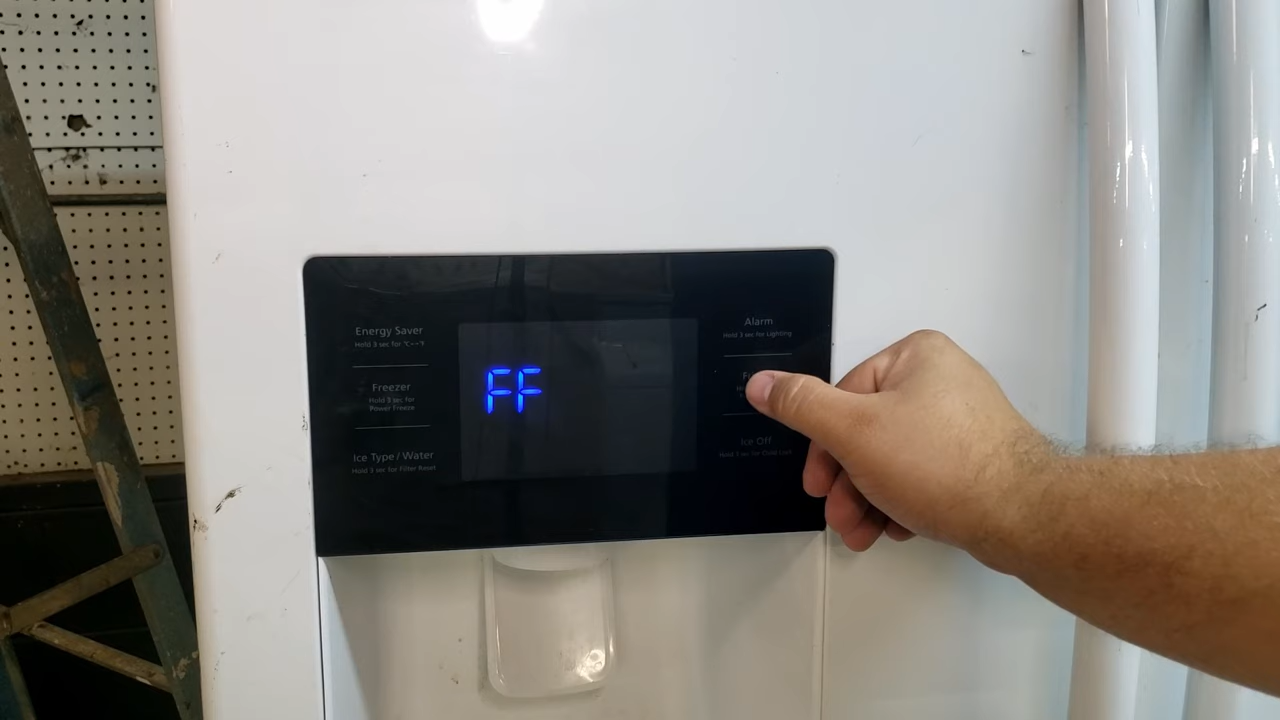 Energy Saver
Hold 3 sec for °C↔°F
Freezer
Hold 3 sec for
Power Freeze
Ice Type / Water
Hold 3 sec for Filter Reset
FF
Alarm
Hold 3 sec for Lighting
Ice Off
Hold 3 sec for Child Lock